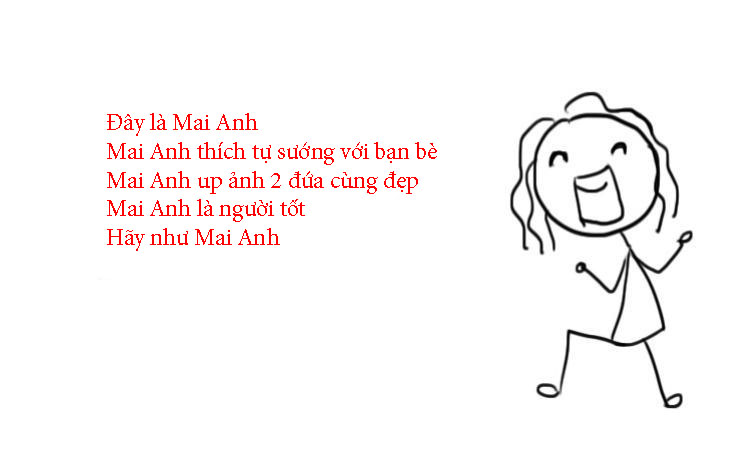 Đây là Mai Anh
Mai Anh thích tự sướng với bạn bè
Mai Anh up ảnh 2 đứa cùng đẹp
Mai Anh là người tốt
Hãy như Mai Anh